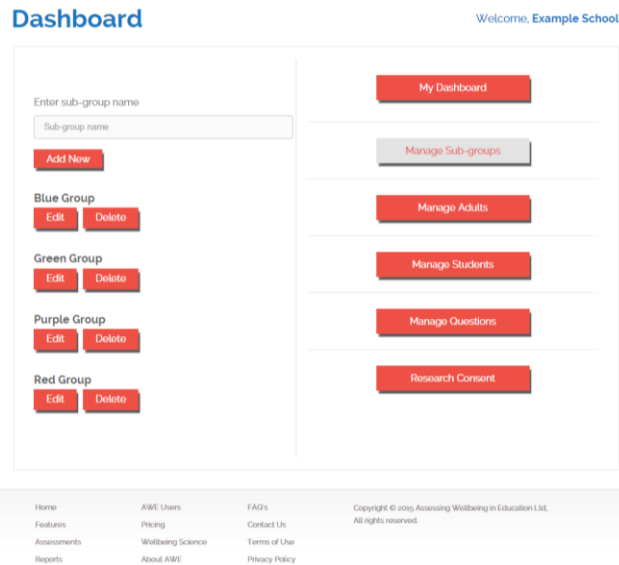 Dashboard
Welcome, Example School
Enter sub-group name
Sub-group name
Add New
Blue Group
Edit Delete
Green Group
Edit Delete
Purple Group
Edit Delete
Red Group
Edit Delete
My Dashboard
Manage Sub-groups
Manage Adults
Manage Students
Manage Questions
Research Consent
Home
Features
Assessments
Reports
AWE Users
Pricing
Wellbeing Science
About AWE
FAQ's
Contact Us
Terms of Use
Privacy Policy
Copyright © 2015 Assessing Wellbeing in Education Ltd,
All rights reserved.